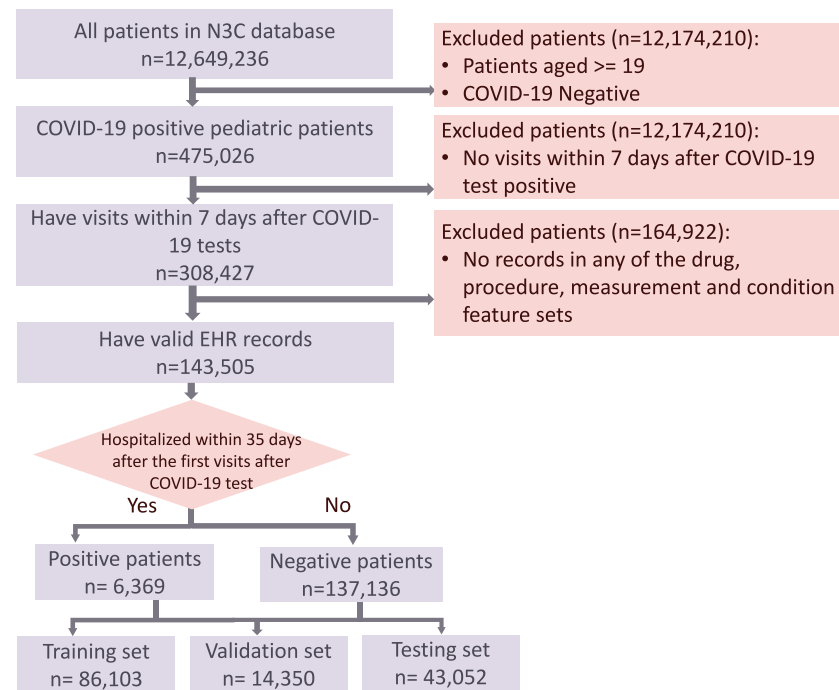 All patients in N3C database
n=12,649,236
Excluded patients (n=12,174,210):
• Patients aged >= 19
• COVID-19 Negative
COVID-19 positive pediatric patients
n=475,026
Excluded patients (n=12,174,210):
• No visits within 7 days after COVID-19
test positive
Have visits within 7 days after COVID-
19 tests
n=308,427
Excluded patients (n=164,922):
• No records in any of the drug,
procedure, measurement and condition
feature sets
Have valid EHR records
n=143,505
Hospitalized within 35 days
after the first visits after
COVID-19 test
Yes
No
Positive patients
n= 6,369
Negative patients
n=137,136
Training set
n= 86,103
Validation set
n= 14,350
Testing set
n= 43,052